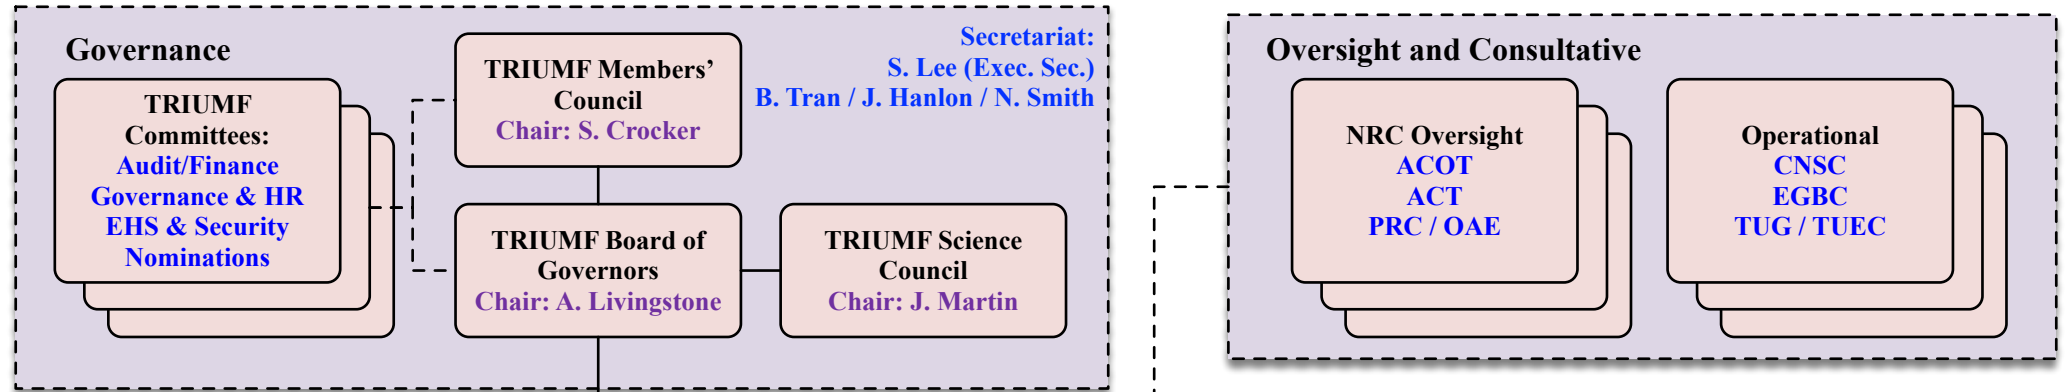 Governance
TRIUMF
Committees:
Audit/Finance
Governance & HR
EHS & Security
Nominations
TRIUMF Members’
Council
Chair: S. Crocker
Secretariat:
S. Lee (Exec. Sec.)
B. Tran / J. Hanlon / N. Smith
TRIUMF Board of
Governors
Chair: A. Livingstone
TRIUMF Science
Council
Chair: J. Martin
Oversight and Consultative
NRC Oversight
ACOT
ACT
PRC / OAE
Operational
CNSC
EGBC
TUG / TUEC